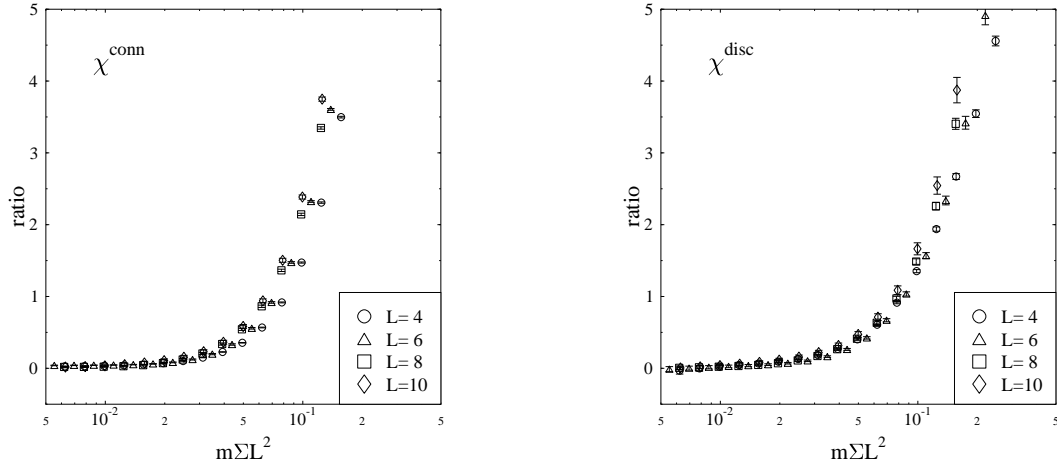 5
4
3
2
1
0
ratio
χ^conn
L= 4
L= 6
L= 8
L=10
5 10^-2 2 5 10^-1 2 5
mΣL^2
5
4
3
2
1
0
ratio
χ^disc
L= 4
L= 6
L= 8
L=10
5 10^-2 2 5 10^-1 2 5
mΣL^2